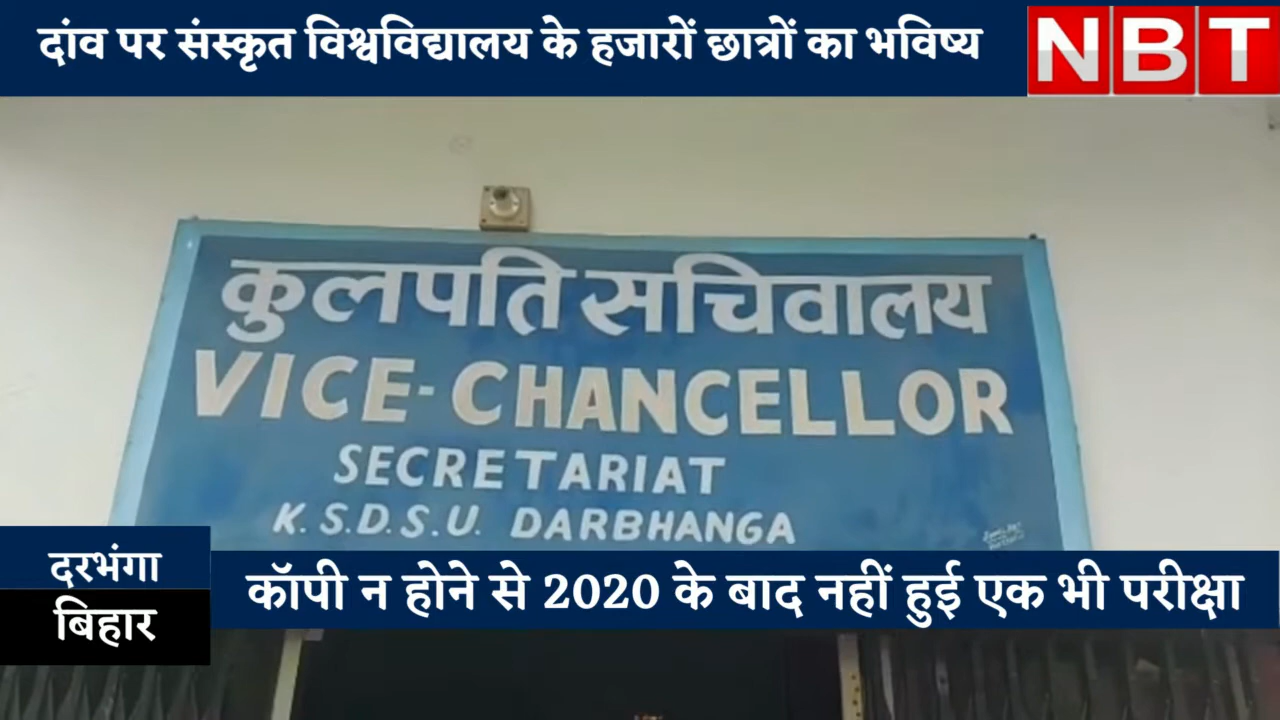 दांव पर संस्कृत विश्वविद्यालय के हजारों छात्रों का भविष्य
NBT
कुलपति सचिवालय
VICE-CHANCELLOR
SECRETARIAT
K.S.D.S.U. DARBHANGA
दरभंगा
बिहार
कॉपी न होने से 2020 के बाद नहीं हुई एक भी परीक्षा